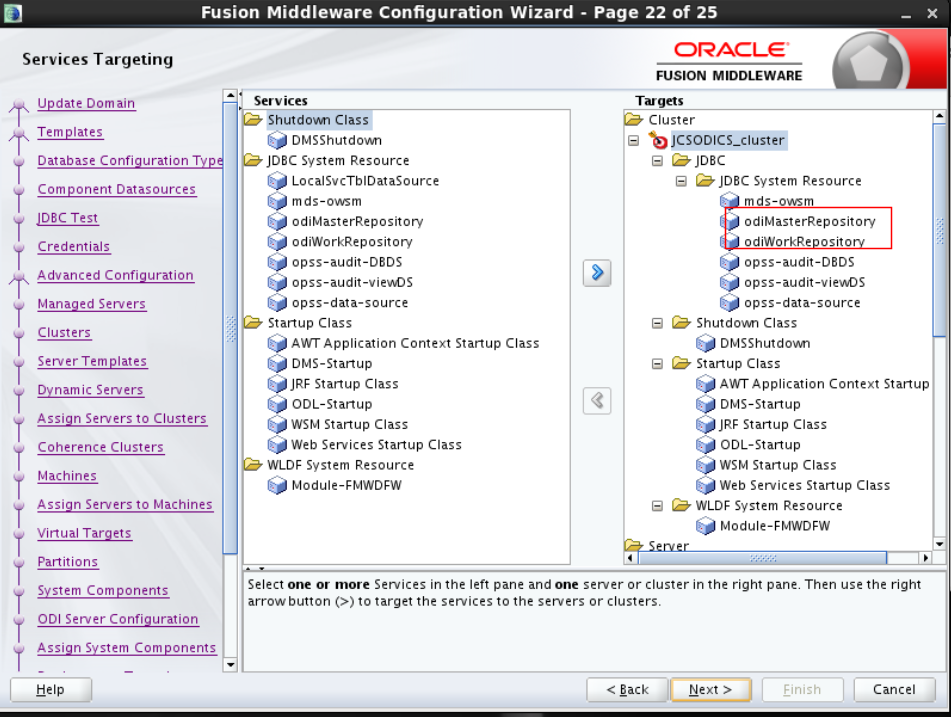 Fusion Middleware Configuration Wizard - Page 22 of 25
Services Targeting
ORACLE
FUSION MIDDLEWARE
Update Domain
Templates
Database Configuration Type
Component Datasources
JDBC Test
Credentials
Advanced Configuration
Managed Servers
Clusters
Server Templates
Dynamic Servers
Assign Servers to Clusters
Coherence Clusters
Machines
Assign Servers to Machines
Virtual Targets
Partitions
System Components
ODI Server Configuration
Assign System Components
Services
Shutdown Class
DMSShutdown
JDBC System Resource
LocalSvcTblDataSource
mds-owsm
odiMasterRepository
odiWorkRepository
opss-audit-DBDS
opss-audit-viewDS
opss-data-source
Startup Class
AWT Application Context Startup Class
DMS-Startup
JRF Startup Class
ODL-Startup
WSM Startup Class
Web Services Startup Class
WLDF System Resource
Module-FMWDFW
Targets
Cluster
JCSODICS_cluster
JDBC
JDBC System Resource
mds-owsm
odiMasterRepository
odiWorkRepository
opss-audit-DBDS
opss-audit-viewDS
opss-data-source
Shutdown Class
DMSShutdown
Startup Class
AWT Application Context Startup
DMS-Startup
JRF Startup Class
ODL-Startup
WSM Startup Class
Web Services Startup Class
WLDF System Resource
Module-FMWDFW
Server
Select one or more Services in the left pane and one server or cluster in the right pane. Then use the right
arrow button (>) to target the services to the servers or clusters.
Help
< Back
Next >
Finish
Cancel